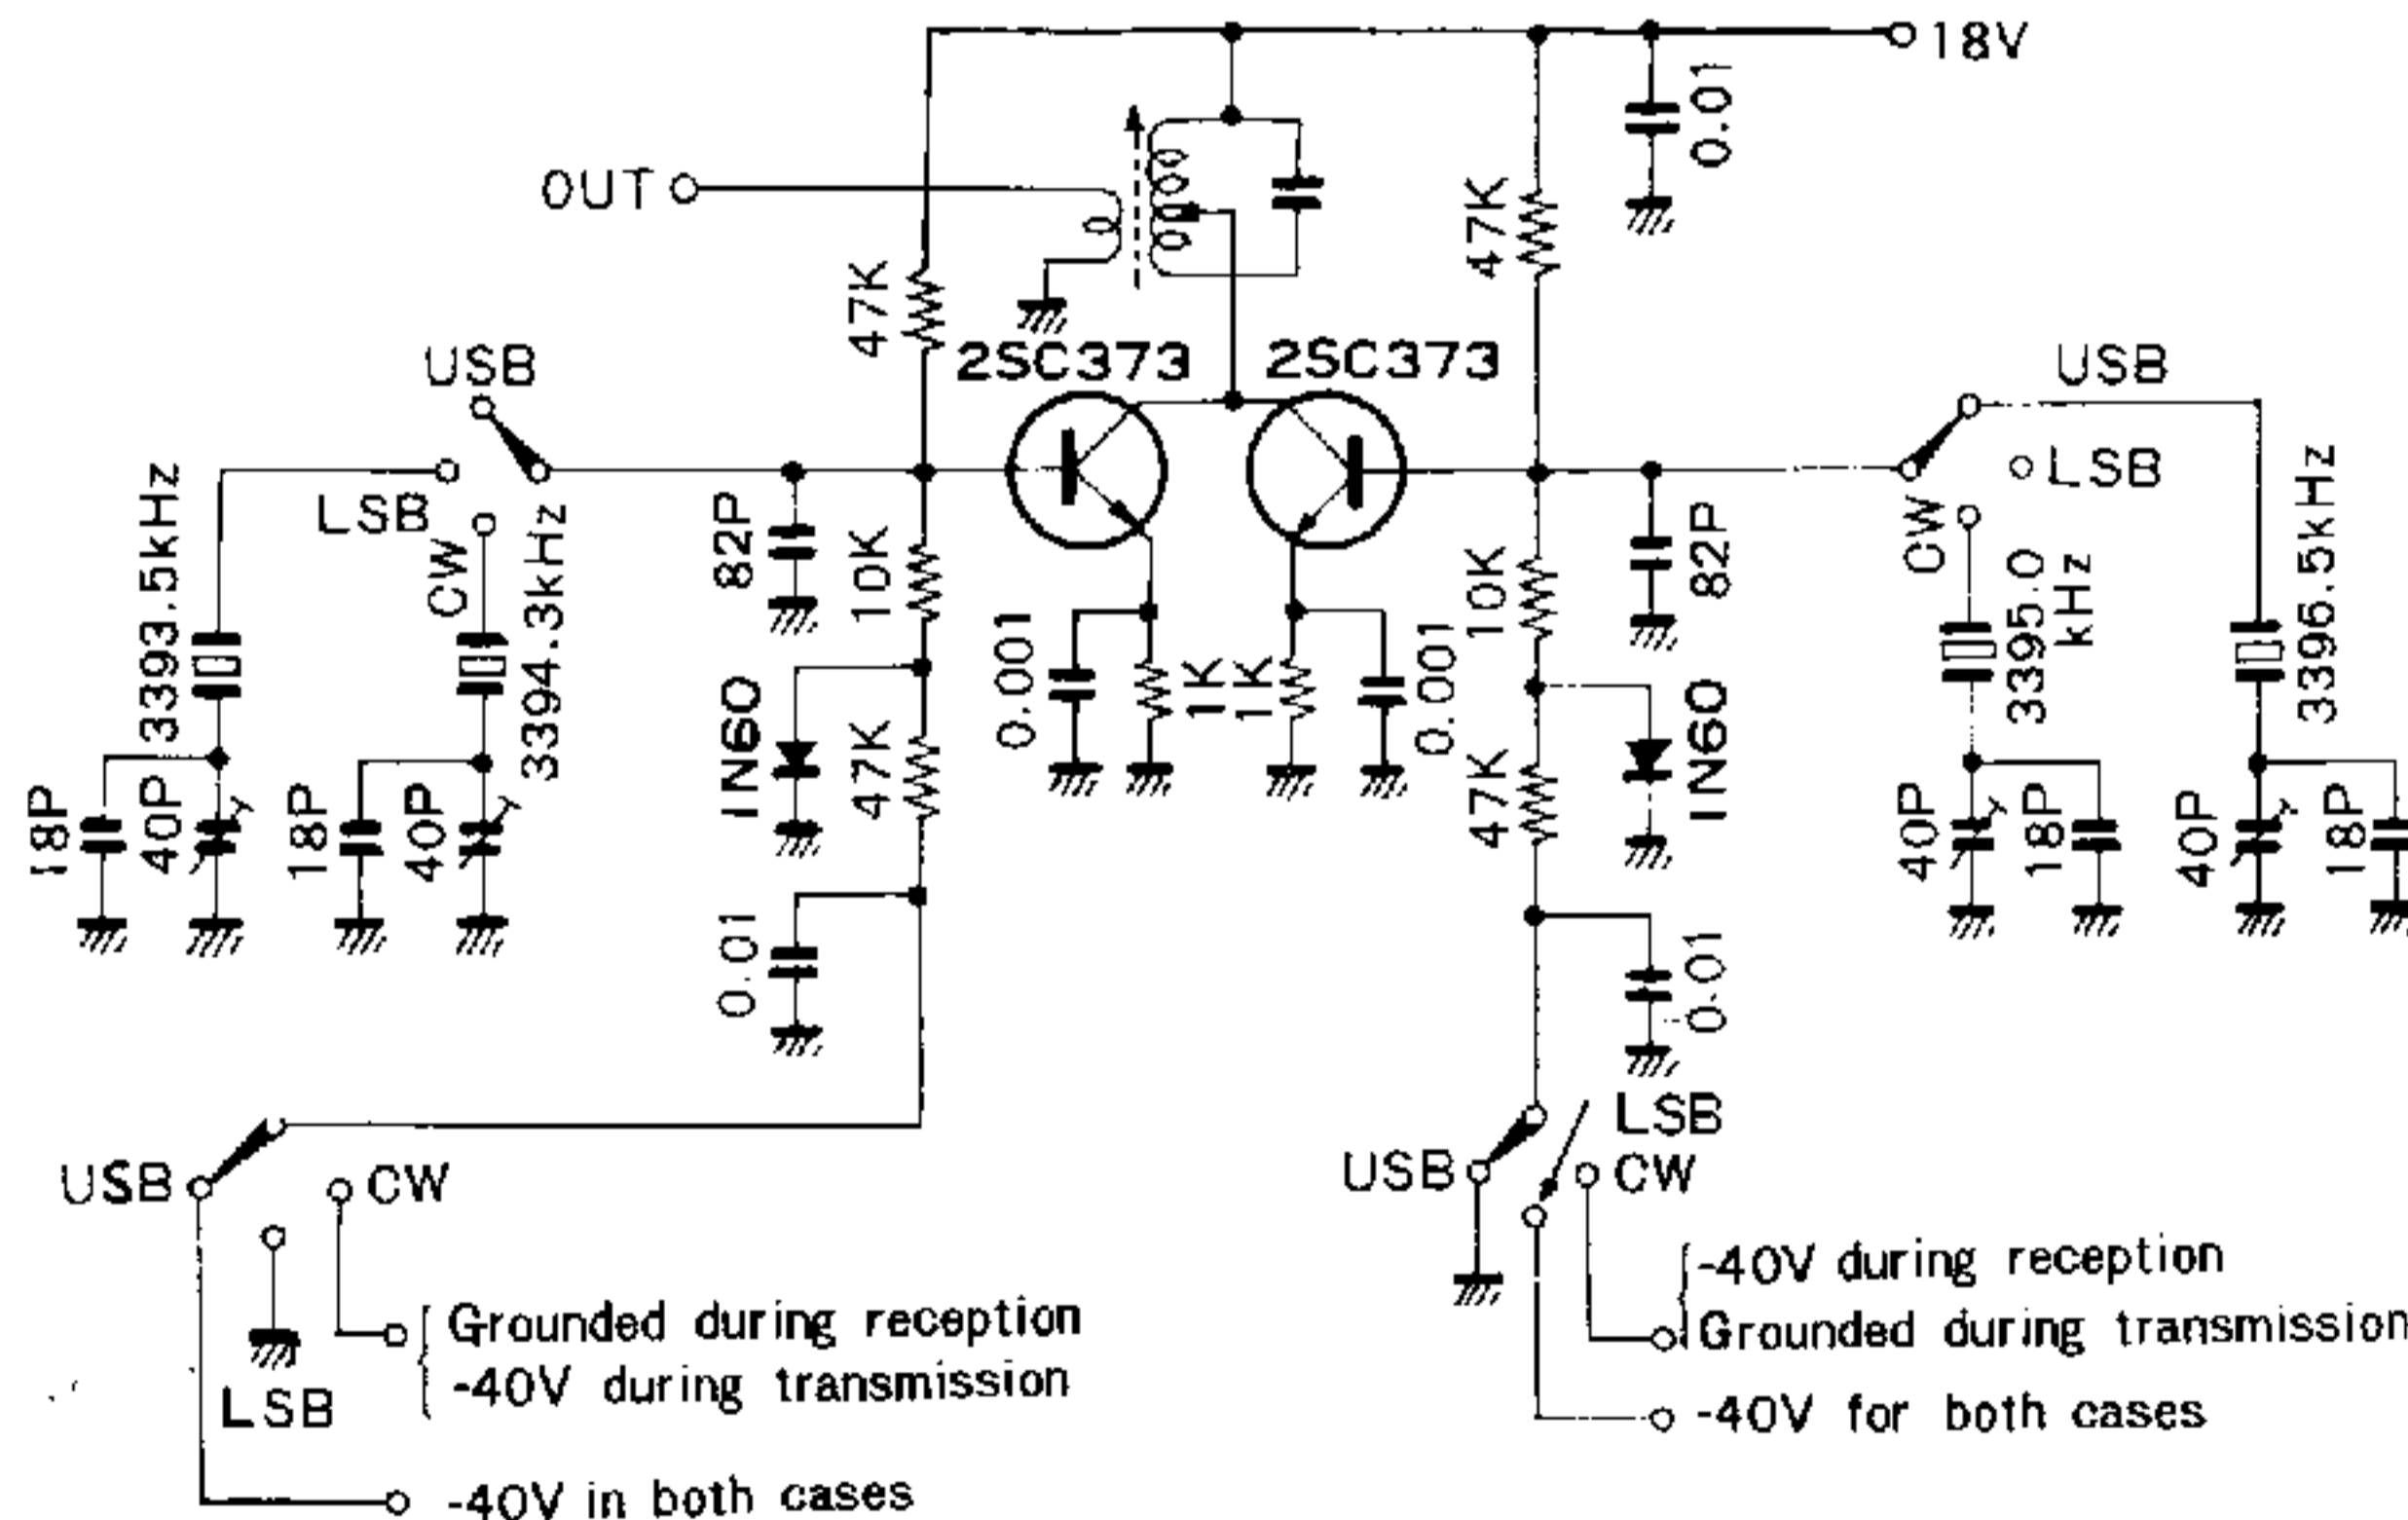 18V
0.01
OUT
47K
47K
2SC373
2SC373
USB
LSB
CW
3393.5kHz
3394.3kHz
82P
10K
0.001
1K
1K
0.001
10K
82P
USB
LSB
CW
3395.0
kHz
3396.5kHz
18P
40P
18P
40P
1N60
47K
47K
1N60
40P
18P
40P
18P
0.01
0.01
USB
CW
LSB
Grounded during reception
-40V during transmission
-40V in both cases
LSB
USB
CW
-40V during reception
Grounded during transmission
-40V for both cases